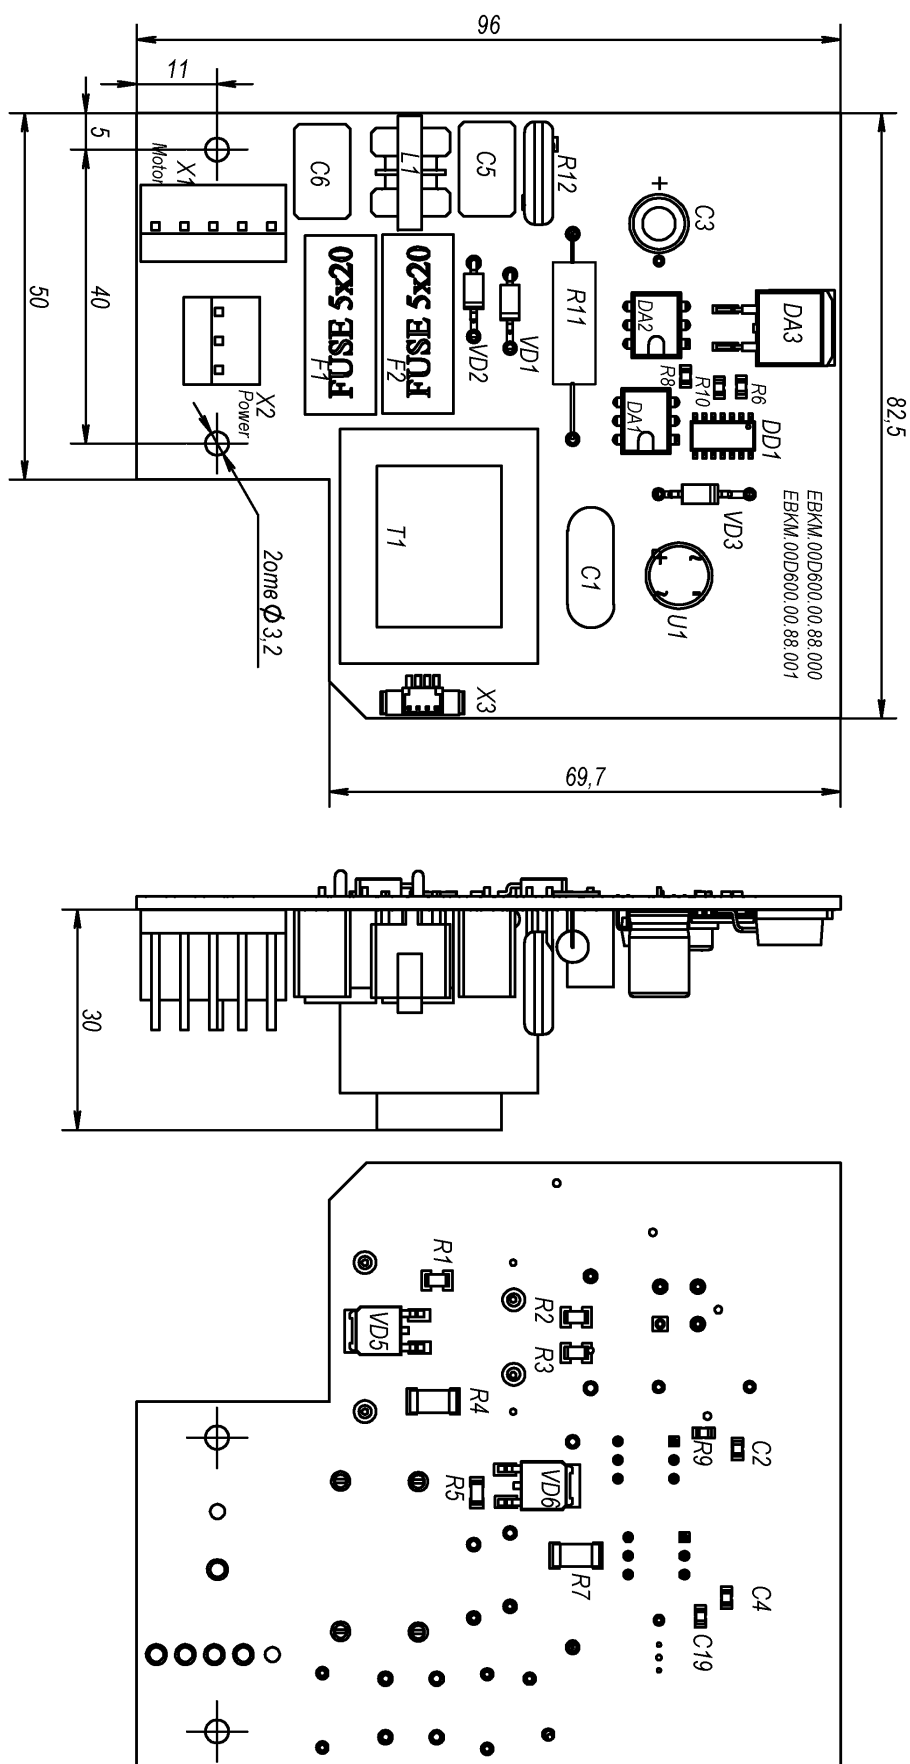 96
11
5
X1
Motor
C6
L1
C5
R12
C3
+
50
40
FUSE 5x20
F1
FUSE 5x20
F2
VD2
VD1
R11
DA2
DA3
82,5
X2
Power
R8
R10
R6
DA1
DD1
2отв Ø3,2
T1
C1
VD3
U1
+
~
~
EBKM.00D600.00.88.000
EBKM.00D600.00.88.001
X3
69,7
30
R1
VD5
R2
R3
R4
R9
C2
R5
VD6
R7
C4
C19